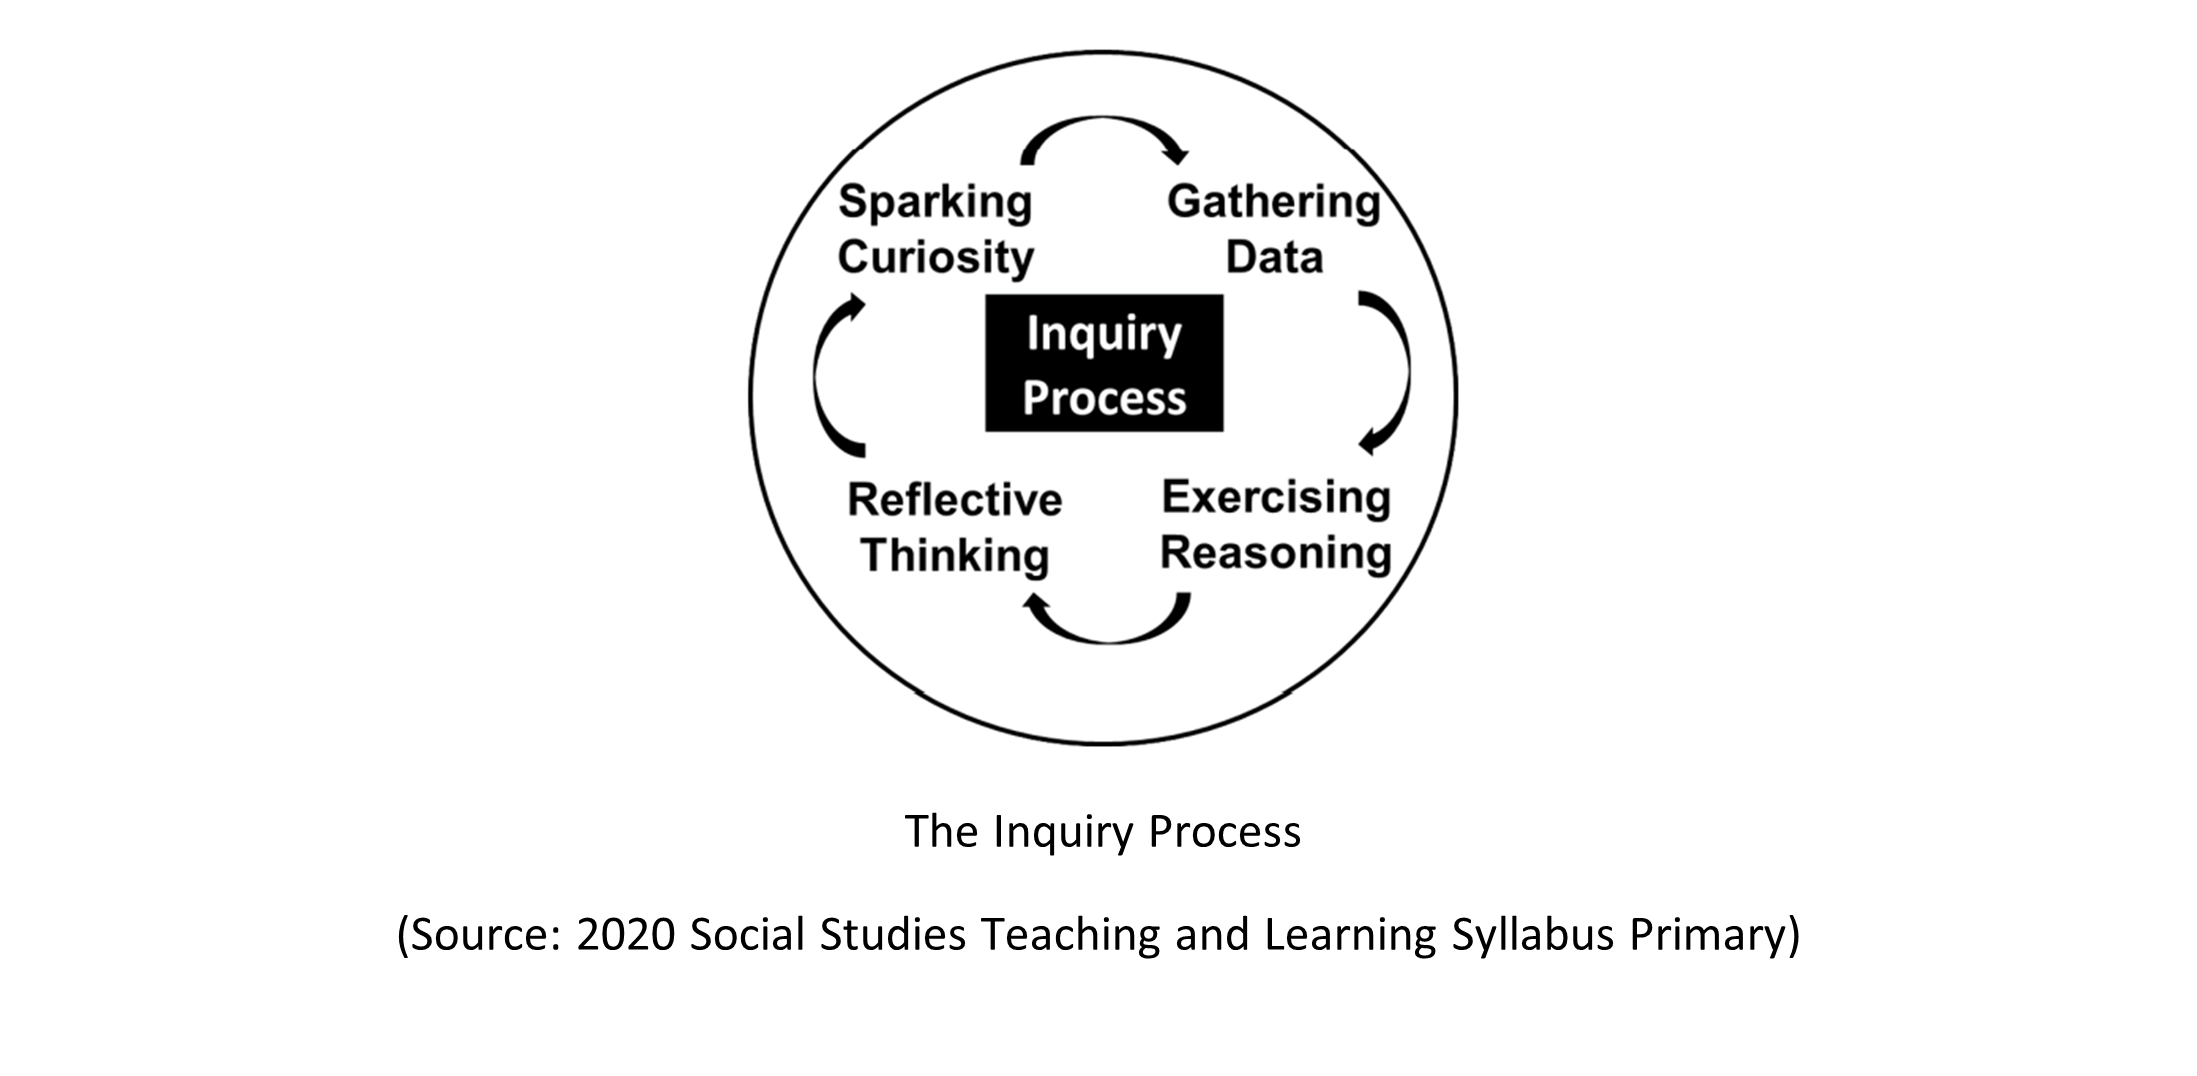 Sparking
Curiosity
Gathering
Data
Inquiry
Process
Reflective
Thinking
Exercising
Reasoning
The Inquiry Process
(Source: 2020 Social Studies Teaching and Learning Syllabus Primary)